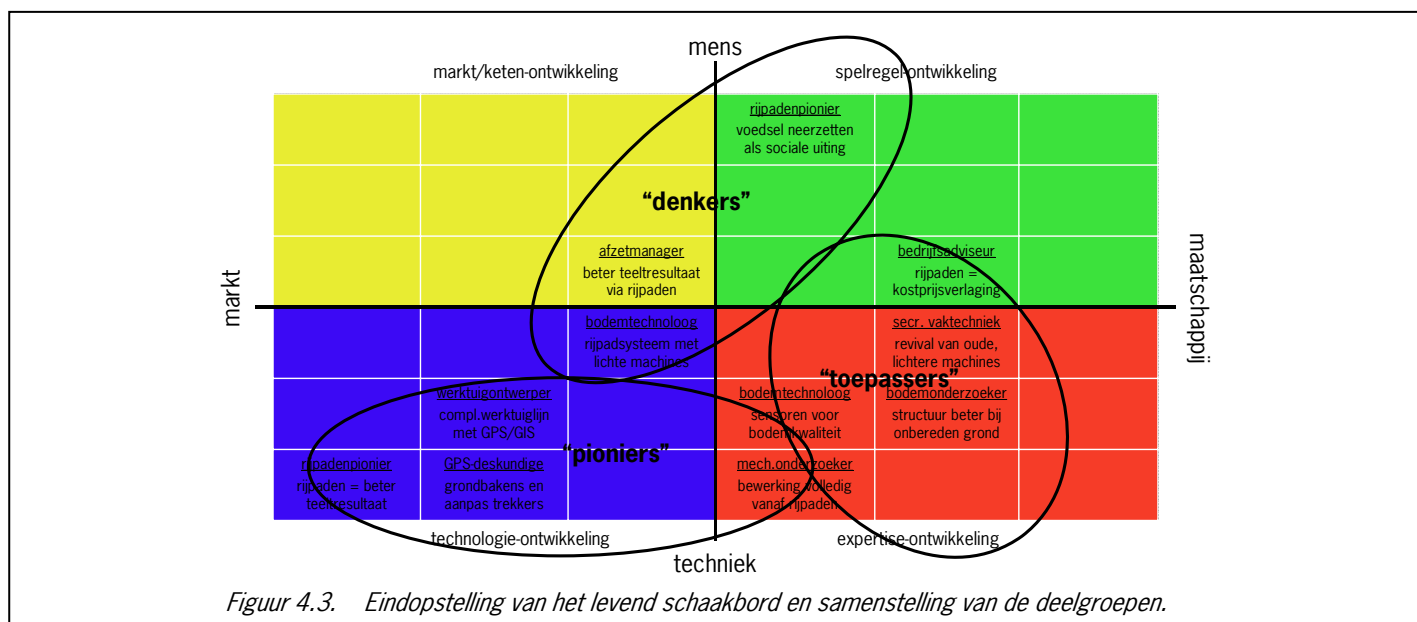 mens
markt/keten-ontwikkeling
spelregel-ontwikkeling
rijpadenpionier
voedsel neerzetten
als sociale uiting
“denkers”
afzetmanager
beter teeltresultaat
via rijpaden
bedrijfsadviseur
rijpaden =
kostprijsverlaging
markt
maatschappij
bodemtechnoloog
rijpadsysteem met
lichte machines
secr. vaktechniek
revival van oude,
lichtere machines
“toepassers”
werktuigontwerper
compl.werktuiglijn
met GPS/GIS
bodemtechnoloog
sensoren voor
bodemkwaliteit
bodemonderzoeker
structuur beter bij
onbereden grond
“pioniers”
rijpadenpionier
rijpaden = beter
teeltresultaat
GPS-deskundige
grondbakens en
aanpas trekkers
mech.onderzoeker
bewerking volledig
vanaf rijpaden
technologie-ontwikkeling
expertise-ontwikkeling
techniek
Figuur 4.3. Eindopstelling van het levend schaakbord en samenstelling van de deelgroepen.